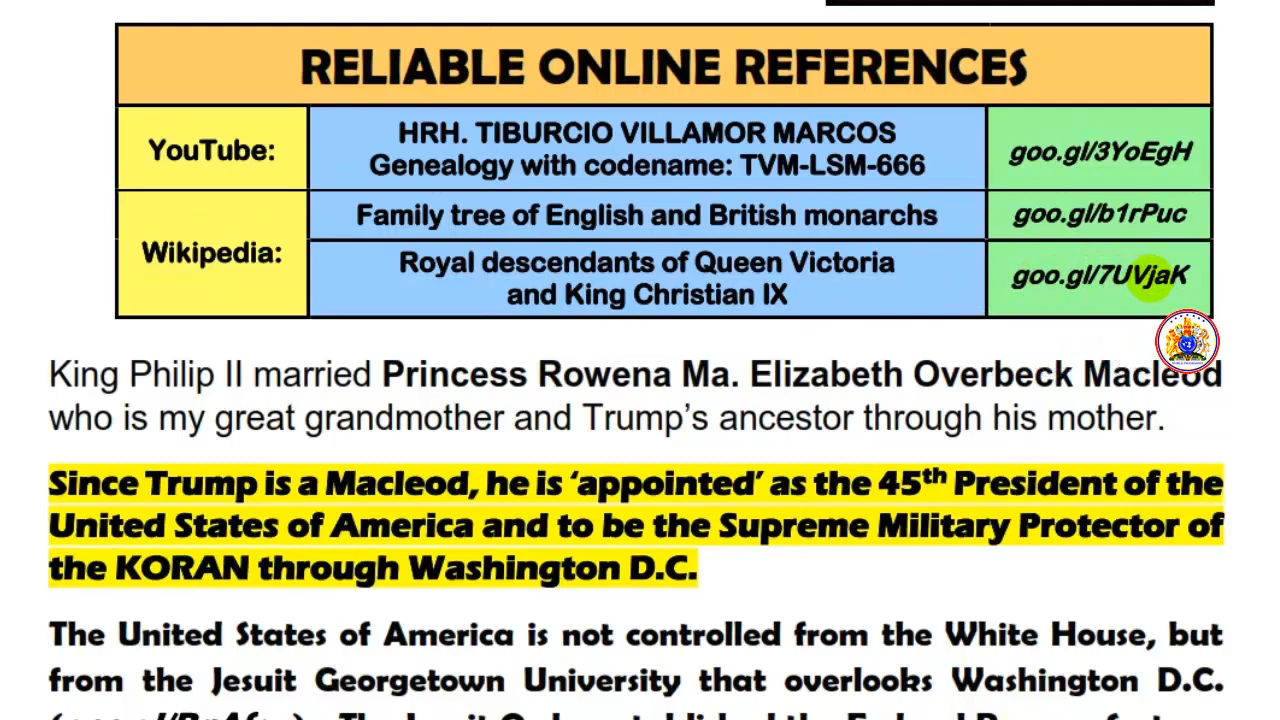 RELIABLE ONLINE REFERENCES
YouTube:
HRH. TIBURCIO VILLAMOR MARCOS
Genealogy with codename: TVM-LSM-666
goo.gl/3YoEgH
Wikipedia:
Family tree of English and British monarchs
goo.gl/b1rPuc
Royal descendants of Queen Victoria
and King Christian IX
goo.gl/7UVjaK
King Philip II married Princess Rowena Ma. Elizabeth Overbeck Macleod
who is my great grandmother and Trump’s ancestor through his mother.
Since Trump is a Macleod, he is ‘appointed’ as the 45th President of the
United States of America and to be the Supreme Military Protector of
the KORAN through Washington D.C.
The United States of America is not controlled from the White House, but
from the Jesuit Georgetown University that overlooks Washington D.C.